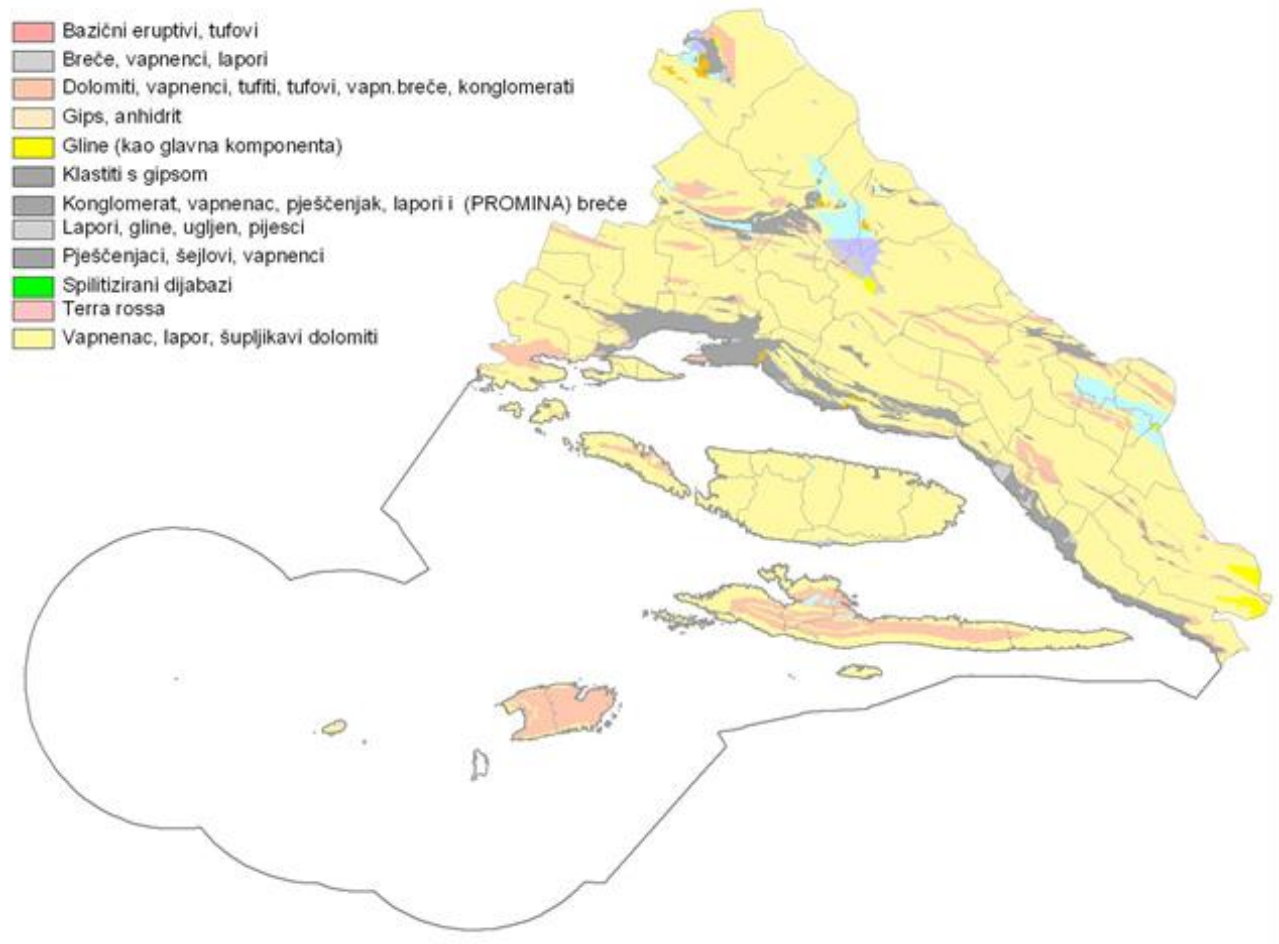 Bazični eruptivi, tufovi
Breče, vapnenci, lapori
Dolomiti, vapnenci, tufiti, tufovi, vapn.breče, konglomerati
Gips, anhidrit
Gline (kao glavna komponenta)
Klastiti s gipsom
Konglomerat, vapnenac, pješčenjak, lapori i (PROMINA) breče
Lapori, gline, ugljen, pijesci
Pješčenjaci, šejlovi, vapnenci
Spilitizirani dijabazi
Terra rossa
Vapnenac, lapor, šupljikavi dolomiti